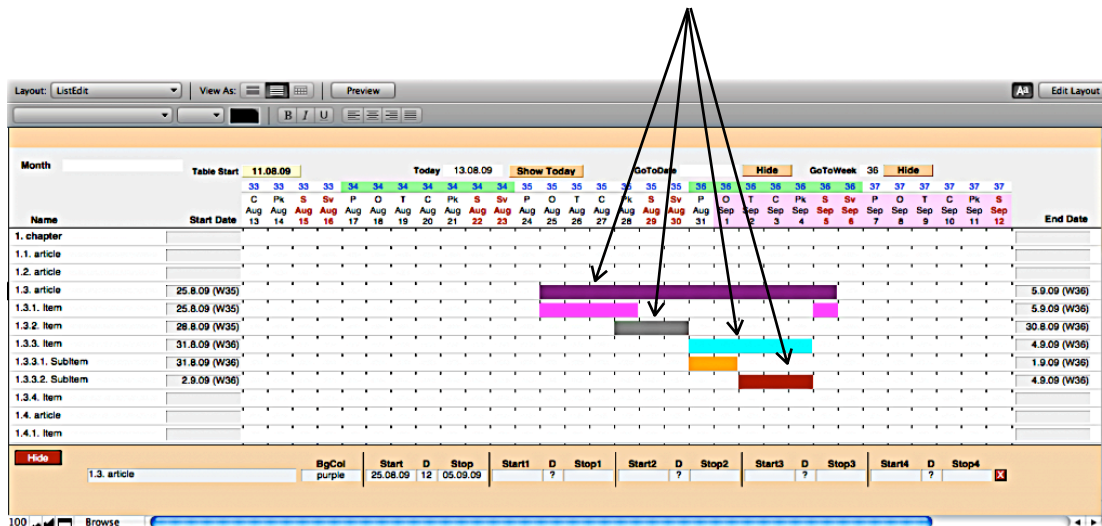 Layout: ListEdit View As: Preview Aa Edit Layout
B I U
Month Table Start 11.08.09 Today 13.08.09 Show Today GoToDate Hide GoToWeek 36 Hide
33 33 33 33 34 34 34 34 34 34 34 35 35 35 35 35 35 35 36 36 36 36 36 36 36 37 37 37 37 37 37
C Pk S Sv P O T C Pk S Sv P O T C Pk S Sv P O T C Pk S Sv P O T C Pk S
Aug Aug Aug Aug Aug Aug Aug Aug Aug Aug Aug Aug Aug Aug Aug Aug Aug Aug Aug Sep Sep Sep Sep Sep Sep Sep Sep Sep Sep Sep Sep
Name Start Date 13 14 15 16 17 18 19 20 21 22 23 24 25 26 27 28 29 30 31 1 2 3 4 5 6 7 8 9 10 11 12 End Date
1. chapter
1.1. article
1.2. article
1.3. article 25.8.09 (W35) 5.9.09 (W36)
1.3.1. Item 25.8.09 (W35) 5.9.09 (W36)
1.3.2. Item 28.8.09 (W35) 30.8.09 (W36)
1.3.3. Item 31.8.09 (W36) 4.9.09 (W36)
1.3.3.1. SubItem 31.8.09 (W36) 1.9.09 (W36)
1.3.3.2. SubItem 2.9.09 (W36) 4.9.09 (W36)
1.3.4. Item
1.4. article
1.4.1. Item
Hide
BgCol Start D Stop Start1 D Stop1 Start2 D Stop2 Start3 D Stop3 Start4 D Stop4
1.3. article purple 25.08.09 12 05.09.09 ? ? ? ? X
100 Browse